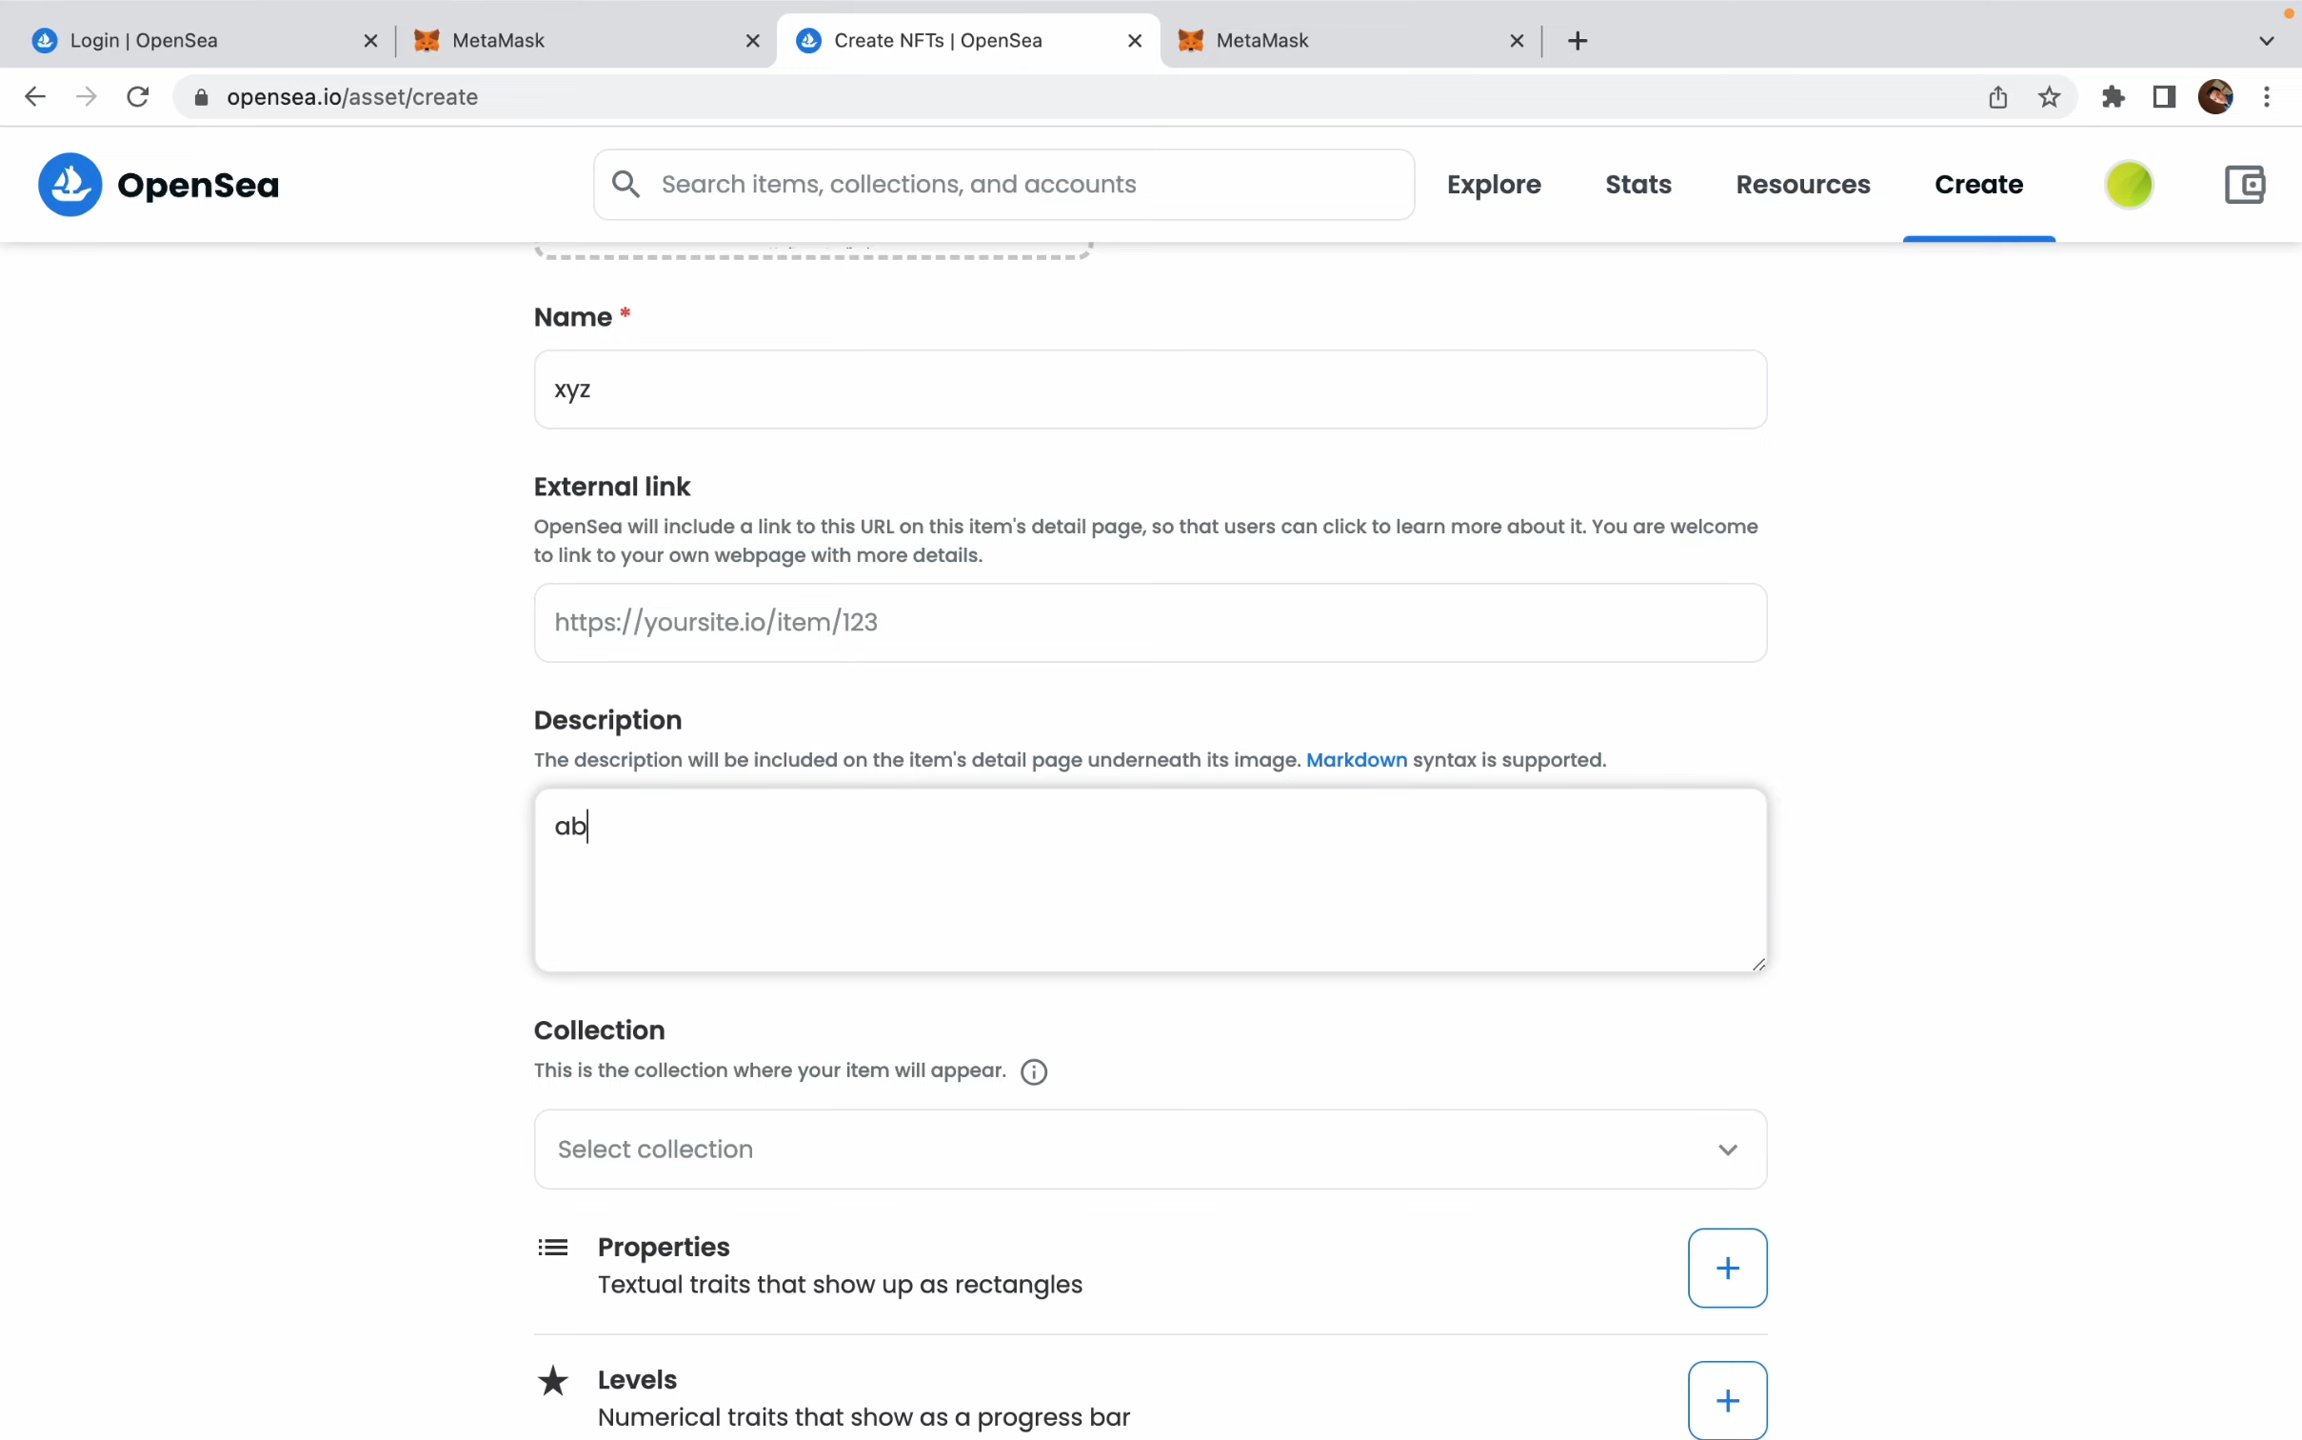 Login | OpenSea
MetaMask
Create NFTs | OpenSea
MetaMask
opensea.io/asset/create
OpenSea
Search items, collections, and accounts
Explore
Stats
Resources
Create
Name *
xyz
External link
OpenSea will include a link to this URL on this item's detail page, so that users can click to learn more about it. You are welcome
to link to your own webpage with more details.
https://yoursite.io/item/123
Description
The description will be included on the item's detail page underneath its image. Markdown syntax is supported.
ab
Collection
This is the collection where your item will appear.
Select collection
Properties
Textual traits that show up as rectangles
Levels
Numerical traits that show as a progress bar